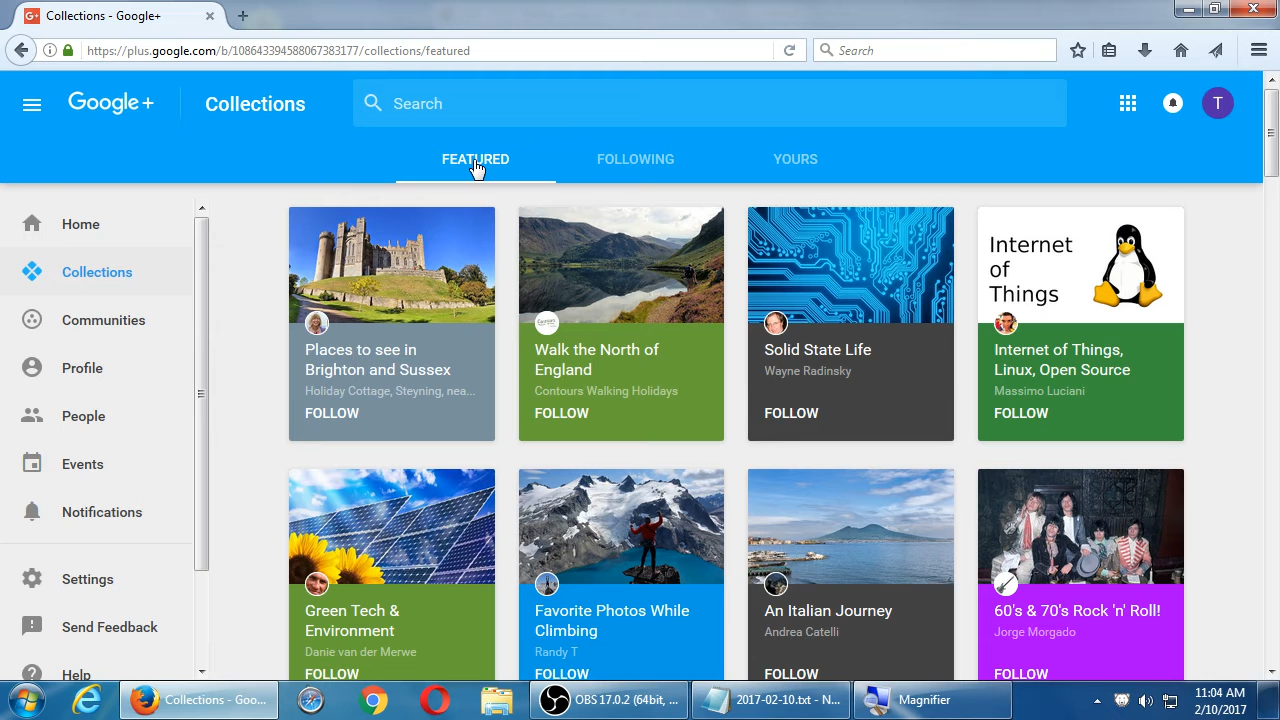 Collections - Google+
https://plus.google.com/b/108643394588067383177/collections/featured
Search
Google+
Collections
Search
T
FEATURED
FOLLOWING
YOURS
Home
Collections
Communities
Profile
People
Events
Notifications
Settings
Send Feedback
Help
Places to see in
Brighton and Sussex
Holiday Cottage, Steyning, nea...
FOLLOW
Walk the North of
England
Contours Walking Holidays
FOLLOW
Solid State Life
Wayne Radinsky
FOLLOW
Internet
of
Things
Internet of Things,
Linux, Open Source
Massimo Luciani
FOLLOW
Green Tech &
Environment
Danie van der Merwe
FOLLOW
Favorite Photos While
Climbing
Randy T
FOLLOW
An Italian Journey
Andrea Catelli
FOLLOW
60's & 70's Rock 'n' Roll!
Jorge Morgado
FOLLOW
Collections - Goo...
OBS 17.0.2 (64bit, ...
2017-02-10.txt - N...
Magnifier
11:04 AM
2/10/2017